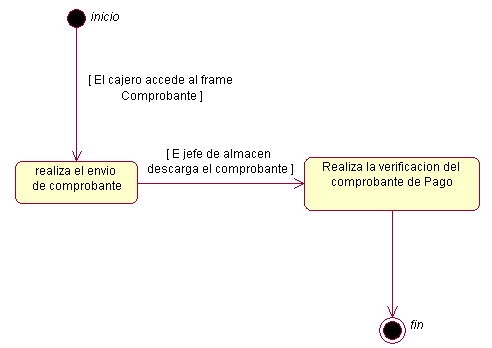 inicio
[ El cajero accede al frame
Comprobante ]
[ E jefe de almacen
descarga el comprobante ]
realiza el envio
de comprobante
Realiza la verificacion del
comprobante de Pago
fin